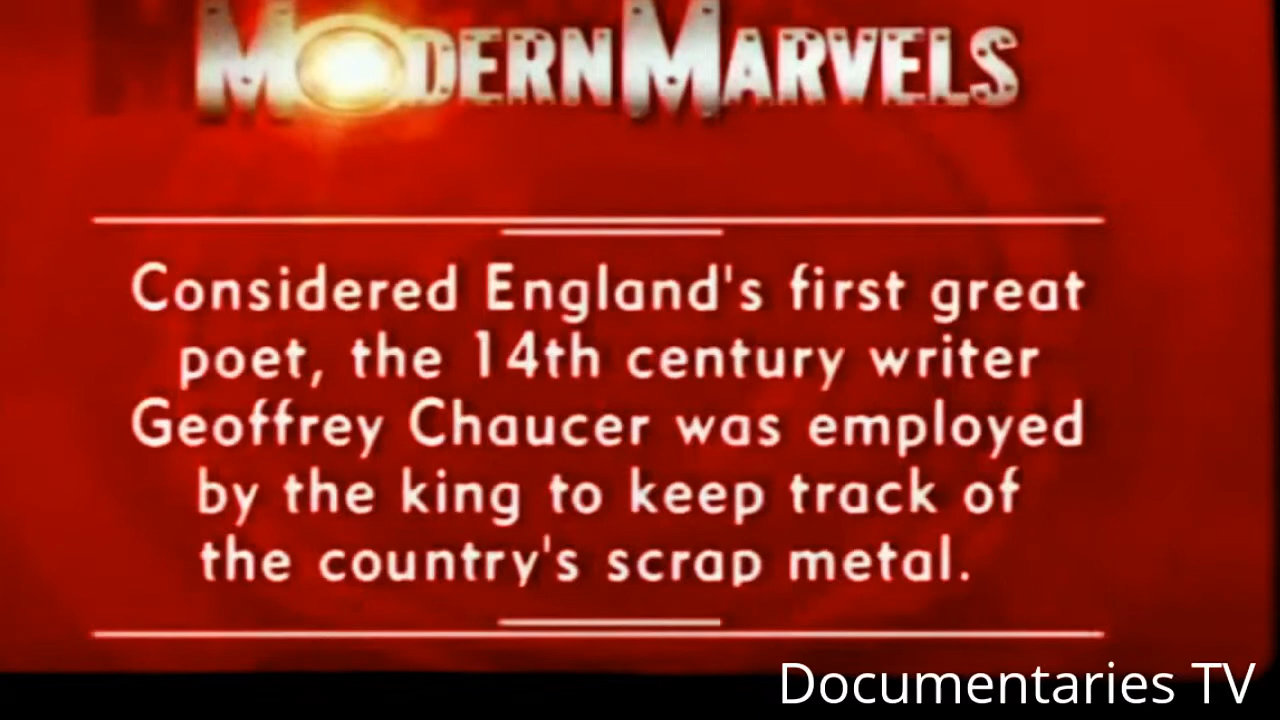 MODERN MARVELS
Considered England's first great
poet, the 14th century writer
Geoffrey Chaucer was employed
by the king to keep track of
the country's scrap metal.
Documentaries TV